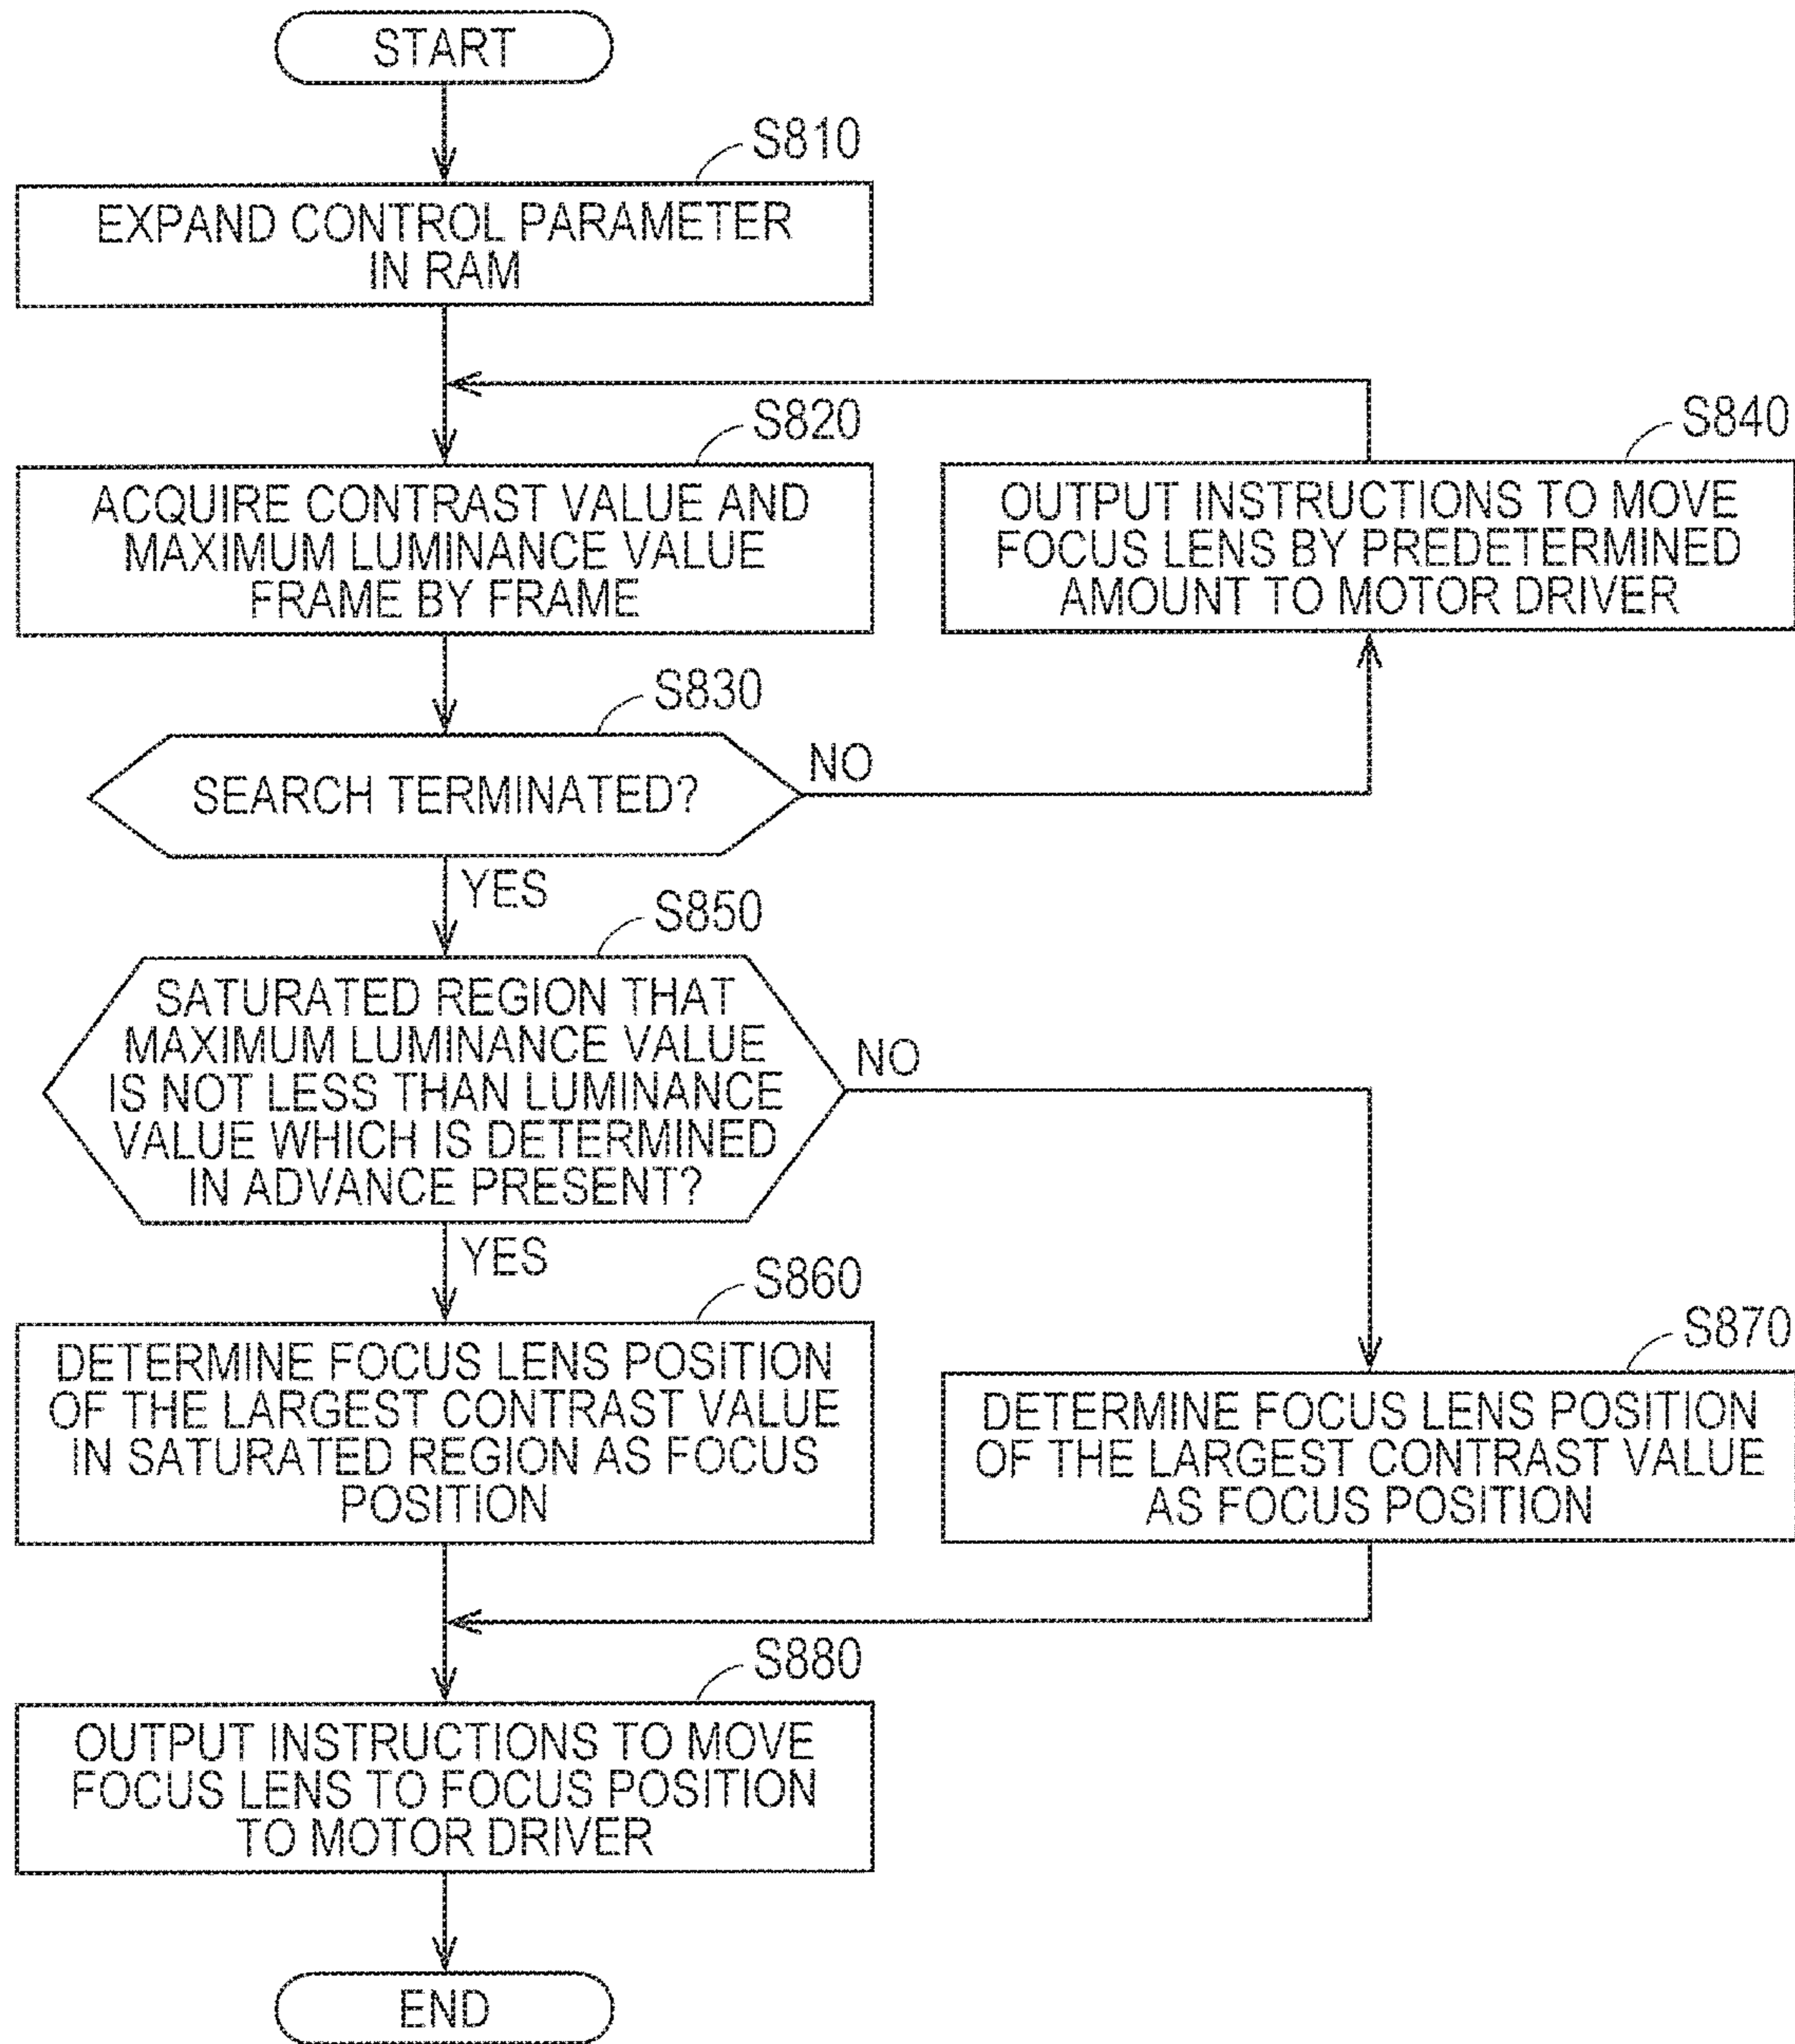 START
S810
EXPAND CONTROL PARAMETER
IN RAM
S820
ACQUIRE CONTRAST VALUE AND
MAXIMUM LUMINANCE VALUE
FRAME BY FRAME
S840
OUTPUT INSTRUCTIONS TO MOVE
FOCUS LENS BY PREDETERMINED
AMOUNT TO MOTOR DRIVER
S830
SEARCH TERMINATED?
NO
YES
S850
SATURATED REGION THAT
MAXIMUM LUMINANCE VALUE
IS NOT LESS THAN LUMINANCE
VALUE WHICH IS DETERMINED
IN ADVANCE PRESENT?
NO
YES
S860
DETERMINE FOCUS LENS POSITION
OF THE LARGEST CONTRAST VALUE
IN SATURATED REGION AS FOCUS
POSITION
S870
DETERMINE FOCUS LENS POSITION
OF THE LARGEST CONTRAST VALUE
AS FOCUS POSITION
S880
OUTPUT INSTRUCTIONS TO MOVE
FOCUS LENS TO FOCUS POSITION
TO MOTOR DRIVER
END